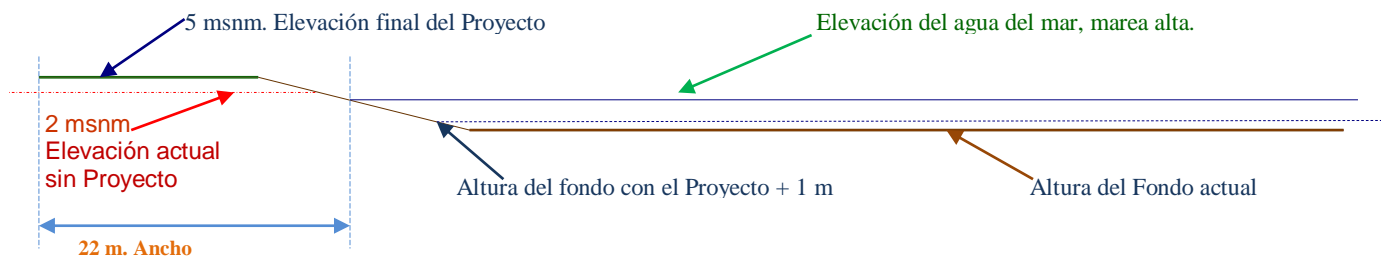 5 msnm. Elevación final del Proyecto
Elevación del agua del mar, marea alta.
2 msnm
Elevación actual
sin Proyecto
Altura del fondo con el Proyecto + 1 m
Altura del Fondo actual
22 m. Ancho